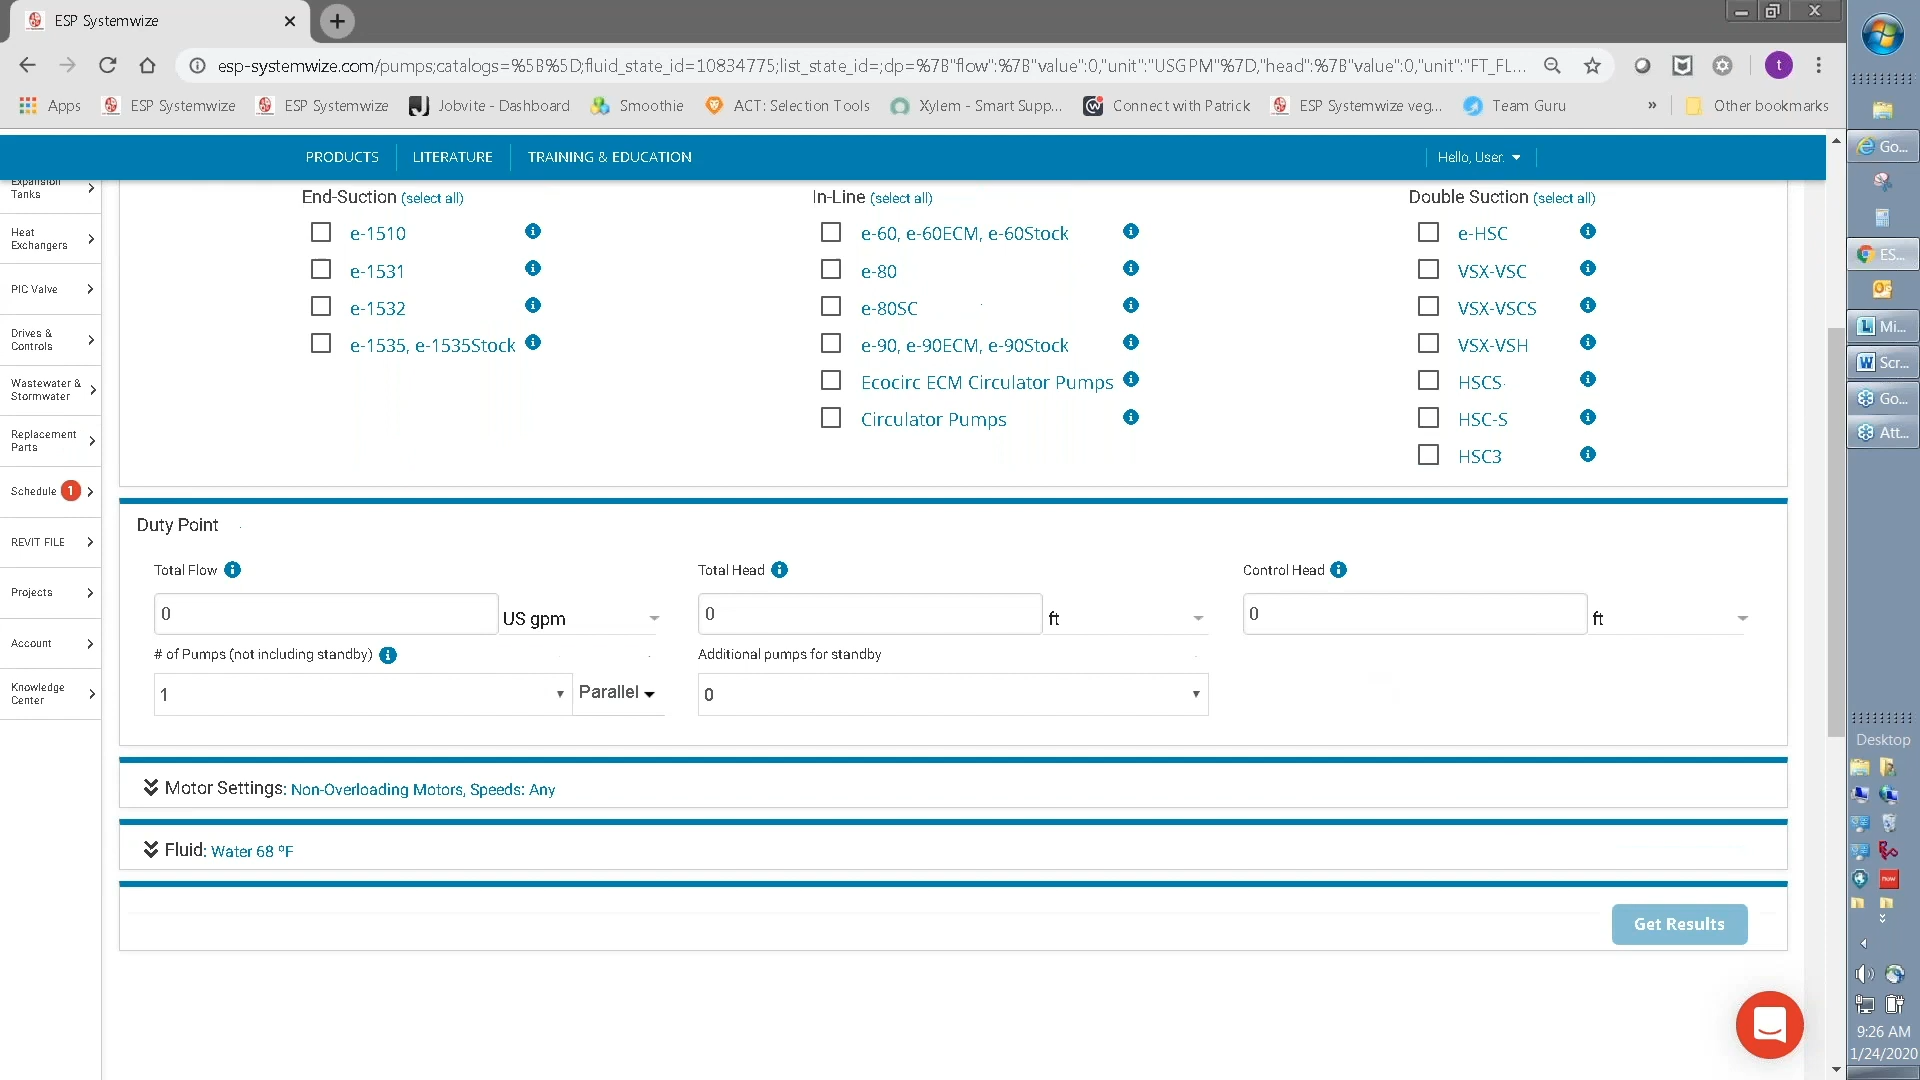 ESP Systemwize
esp-systemwize.com/pumps;catalogs=%5B%5D;fluid_state_id=10834775;list_state_id=;dp=%7B"flow":%7B"value":0,"unit":"USGPM"%7D,"head":%7B"value":0,"unit":"FT_FL...
t
Apps ESP Systemwize ESP Systemwize Jobvite - Dashboard Smoothie ACT: Selection Tools Xylem - Smart Supp... Connect with Patrick ESP Systemwize veg... Team Guru » Other bookmarks
PRODUCTS LITERATURE TRAINING & EDUCATION Hello, User.
Expansion
Tanks
Heat
Exchangers
PIC Valve
Drives &
Controls
Wastewater &
Stormwater
Replacement
Parts
Schedule 1
REVIT FILE
Projects
Account
Knowledge
Center
End-Suction (select all)
e-1510
e-1531
e-1532
e-1535, e-1535Stock
In-Line (select all)
e-60, e-60ECM, e-60Stock
e-80
e-80SC
e-90, e-90ECM, e-90Stock
Ecocirc ECM Circulator Pumps
Circulator Pumps
Double Suction (select all)
e-HSC
VSX-VSC
VSX-VSCS
VSX-VSH
HSCS
HSC-S
HSC3
Duty Point
Total Flow Total Head Control Head
0 US gpm 0 ft 0 ft
# of Pumps (not including standby) Additional pumps for standby
1 Parallel 0
Motor Settings: Non-Overloading Motors, Speeds: Any
Fluid: Water 68 ºF
Get Results
Go...
ES...
Mi...
Scr...
Go...
Att...
Desktop
now
9:26 AM
1/24/2020